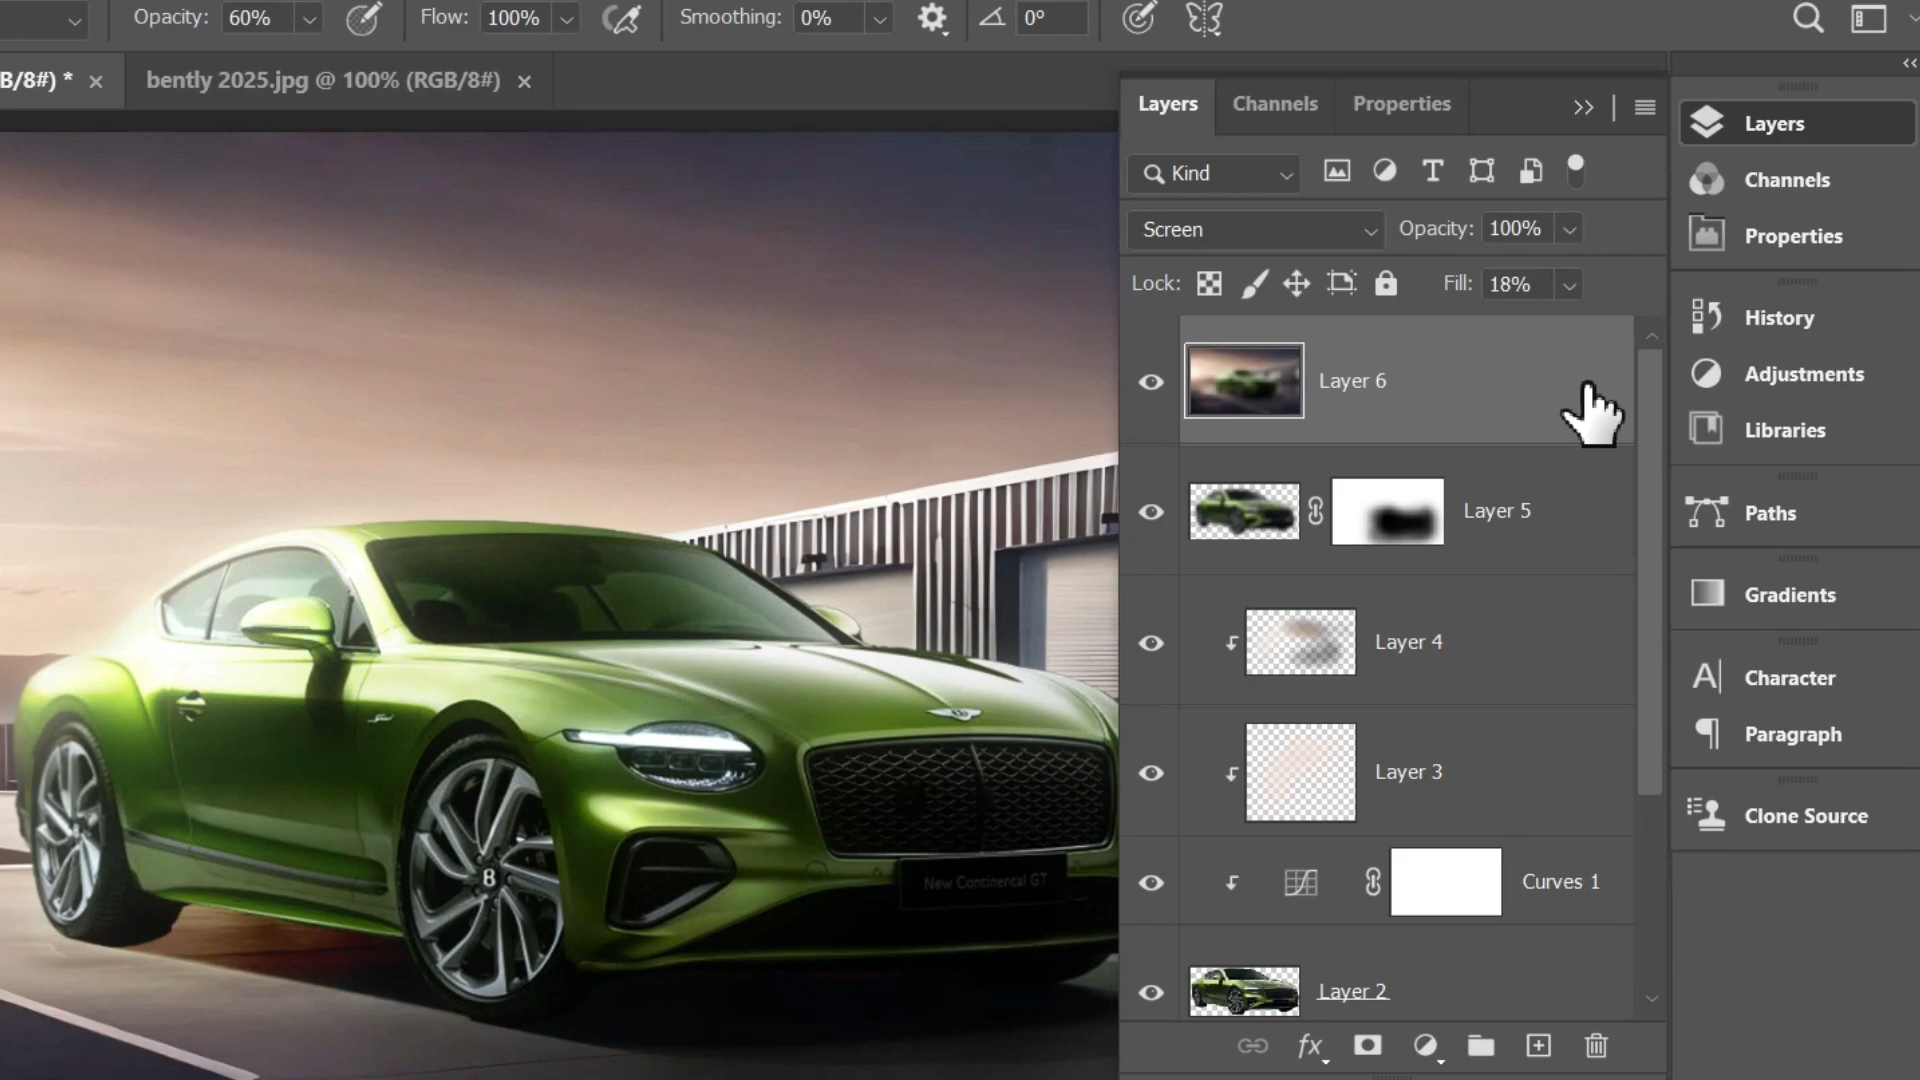 Opacity: 60% Flow: 100% Smoothing: 0% 0°
B/8#) * × bently 2025.jpg @ 100% (RGB/8#) ×
Layers Channels Properties
Kind T
Screen Opacity: 100%
Lock: Fill: 18%
Layer 6
Layer 5
Layer 4
Layer 3
Curves 1
Layer 2
fx
Layers
Channels
Properties
History
Adjustments
Libraries
Paths
Gradients
Character
Paragraph
Clone Source
New Continental GT
B